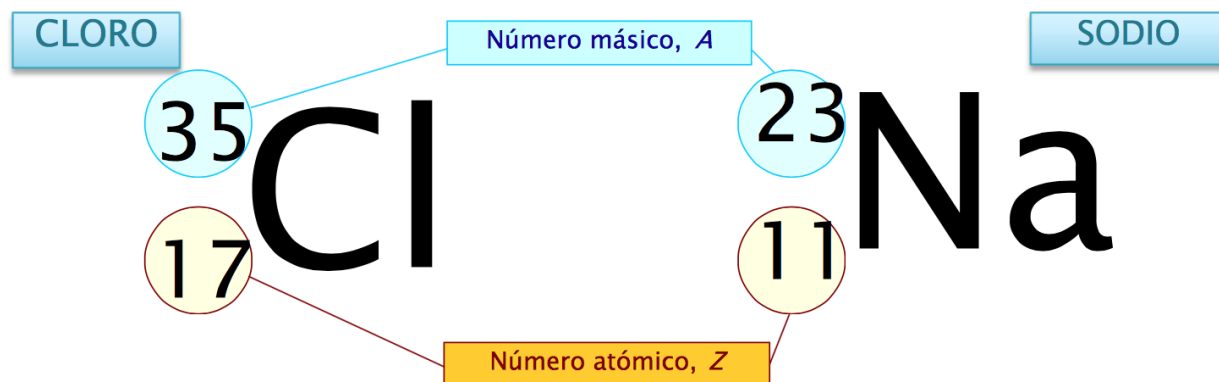 CLORO
Número másico, A
SODIO
35
Cl
23
Na
17
11
Número atómico, Z